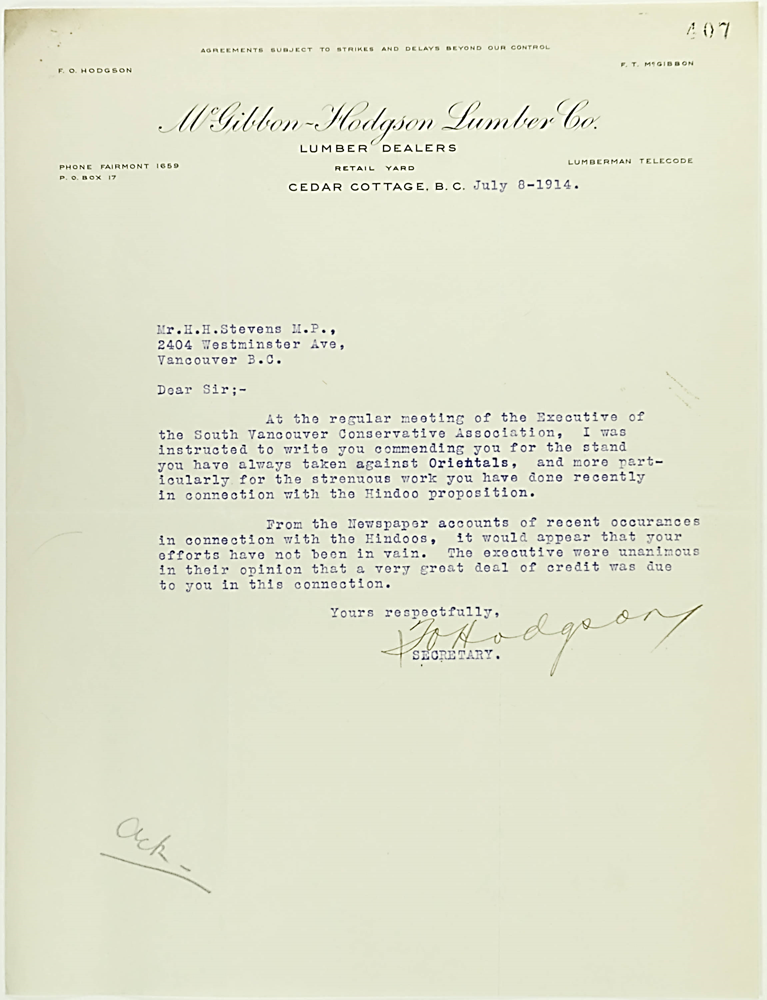 407
AGREEMENTS SUBJECT TO STRIKES AND DELAYS BEYOND OUR CONTROL
F. O. HODGSON
F. T. McGIBBON
McGibbon-Hodgson Lumber Co.
LUMBER DEALERS
PHONE FAIRMONT 1659
RETAIL YARD
LUMBERMAN TELECODE
P. O. BOX 17
CEDAR COTTAGE, B. C. July 8-1914.
Mr.H.H.Stevens M.P.,
2404 Westminster Ave,
Vancouver B.C.
Dear Sir;-
At the regular meeting of the Executive of
the South Vancouver Conservative Association, I was
instructed to write you commending you for the stand
you have always taken against Orientals, and more part-
icularly for the strenuous work you have done recently
in connection with the Hindoo proposition.
From the Newspaper accounts of recent occurances
in connection with the Hindoos, it would appear that your
efforts have not been in vain. The executive were unanimous
in their opinion that a very great deal of credit was due
to you in this connection.
Yours respectfully,
FO Hodgson
SECRETARY.
Ack-